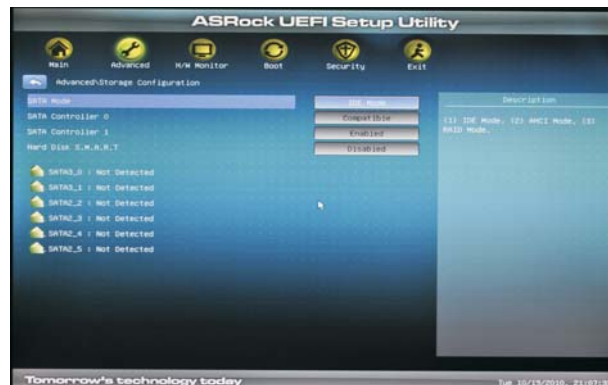 ASRock UEFI Setup Utility
Main Advanced H/W Monitor Boot Security Exit
Advanced\Storage Configuration
SATA Mode IDE Mode
SATA Controller 0 Compatible
SATA Controller 1 Enabled
Hard Disk S.M.A.R.T Disabled
SATA3_0 : Not Detected
SATA3_1 : Not Detected
SATA2_2 : Not Detected
SATA2_3 : Not Detected
SATA2_4 : Not Detected
SATA2_5 : Not Detected
Description
(1) IDE Mode, (2) AHCI Mode, (3)
RAID Mode.
Tomorrow's technology today
Tue 10/19/2010,